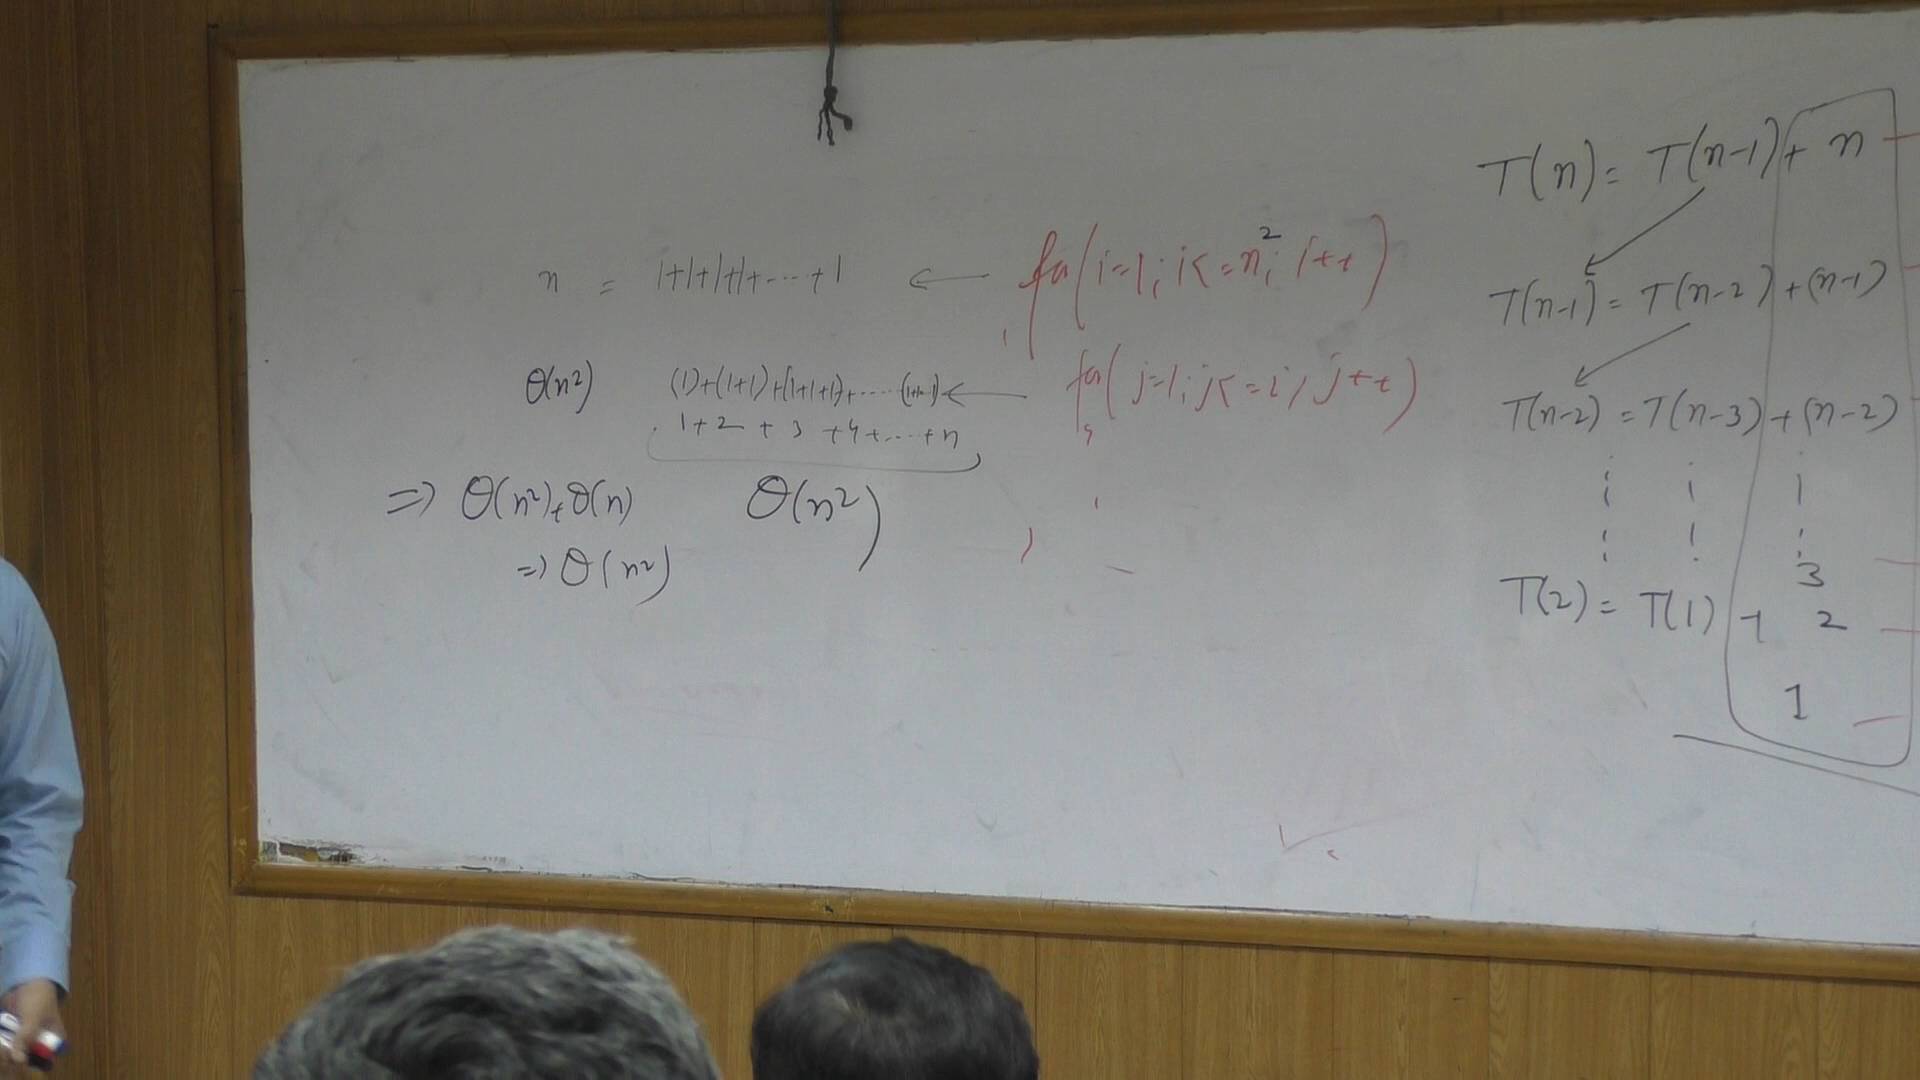 n = 1+1+1+1+....+1 ← for(i=1; i<=n²; i++)
{
θ(n²) (1)+(1+1)+(1+1+1)+..... ← for(j=1; j<=i; j++)
1+2+3+4+...+n
⇒ θ(n²)+θ(n) θ(n²)
⇒ θ(n²)
T(n) = T(n-1) + n
T(n-1) = T(n-2) + (n-1)
T(n-2) = T(n-3) + (n-2)
3
T(2) = T(1) + 2
1